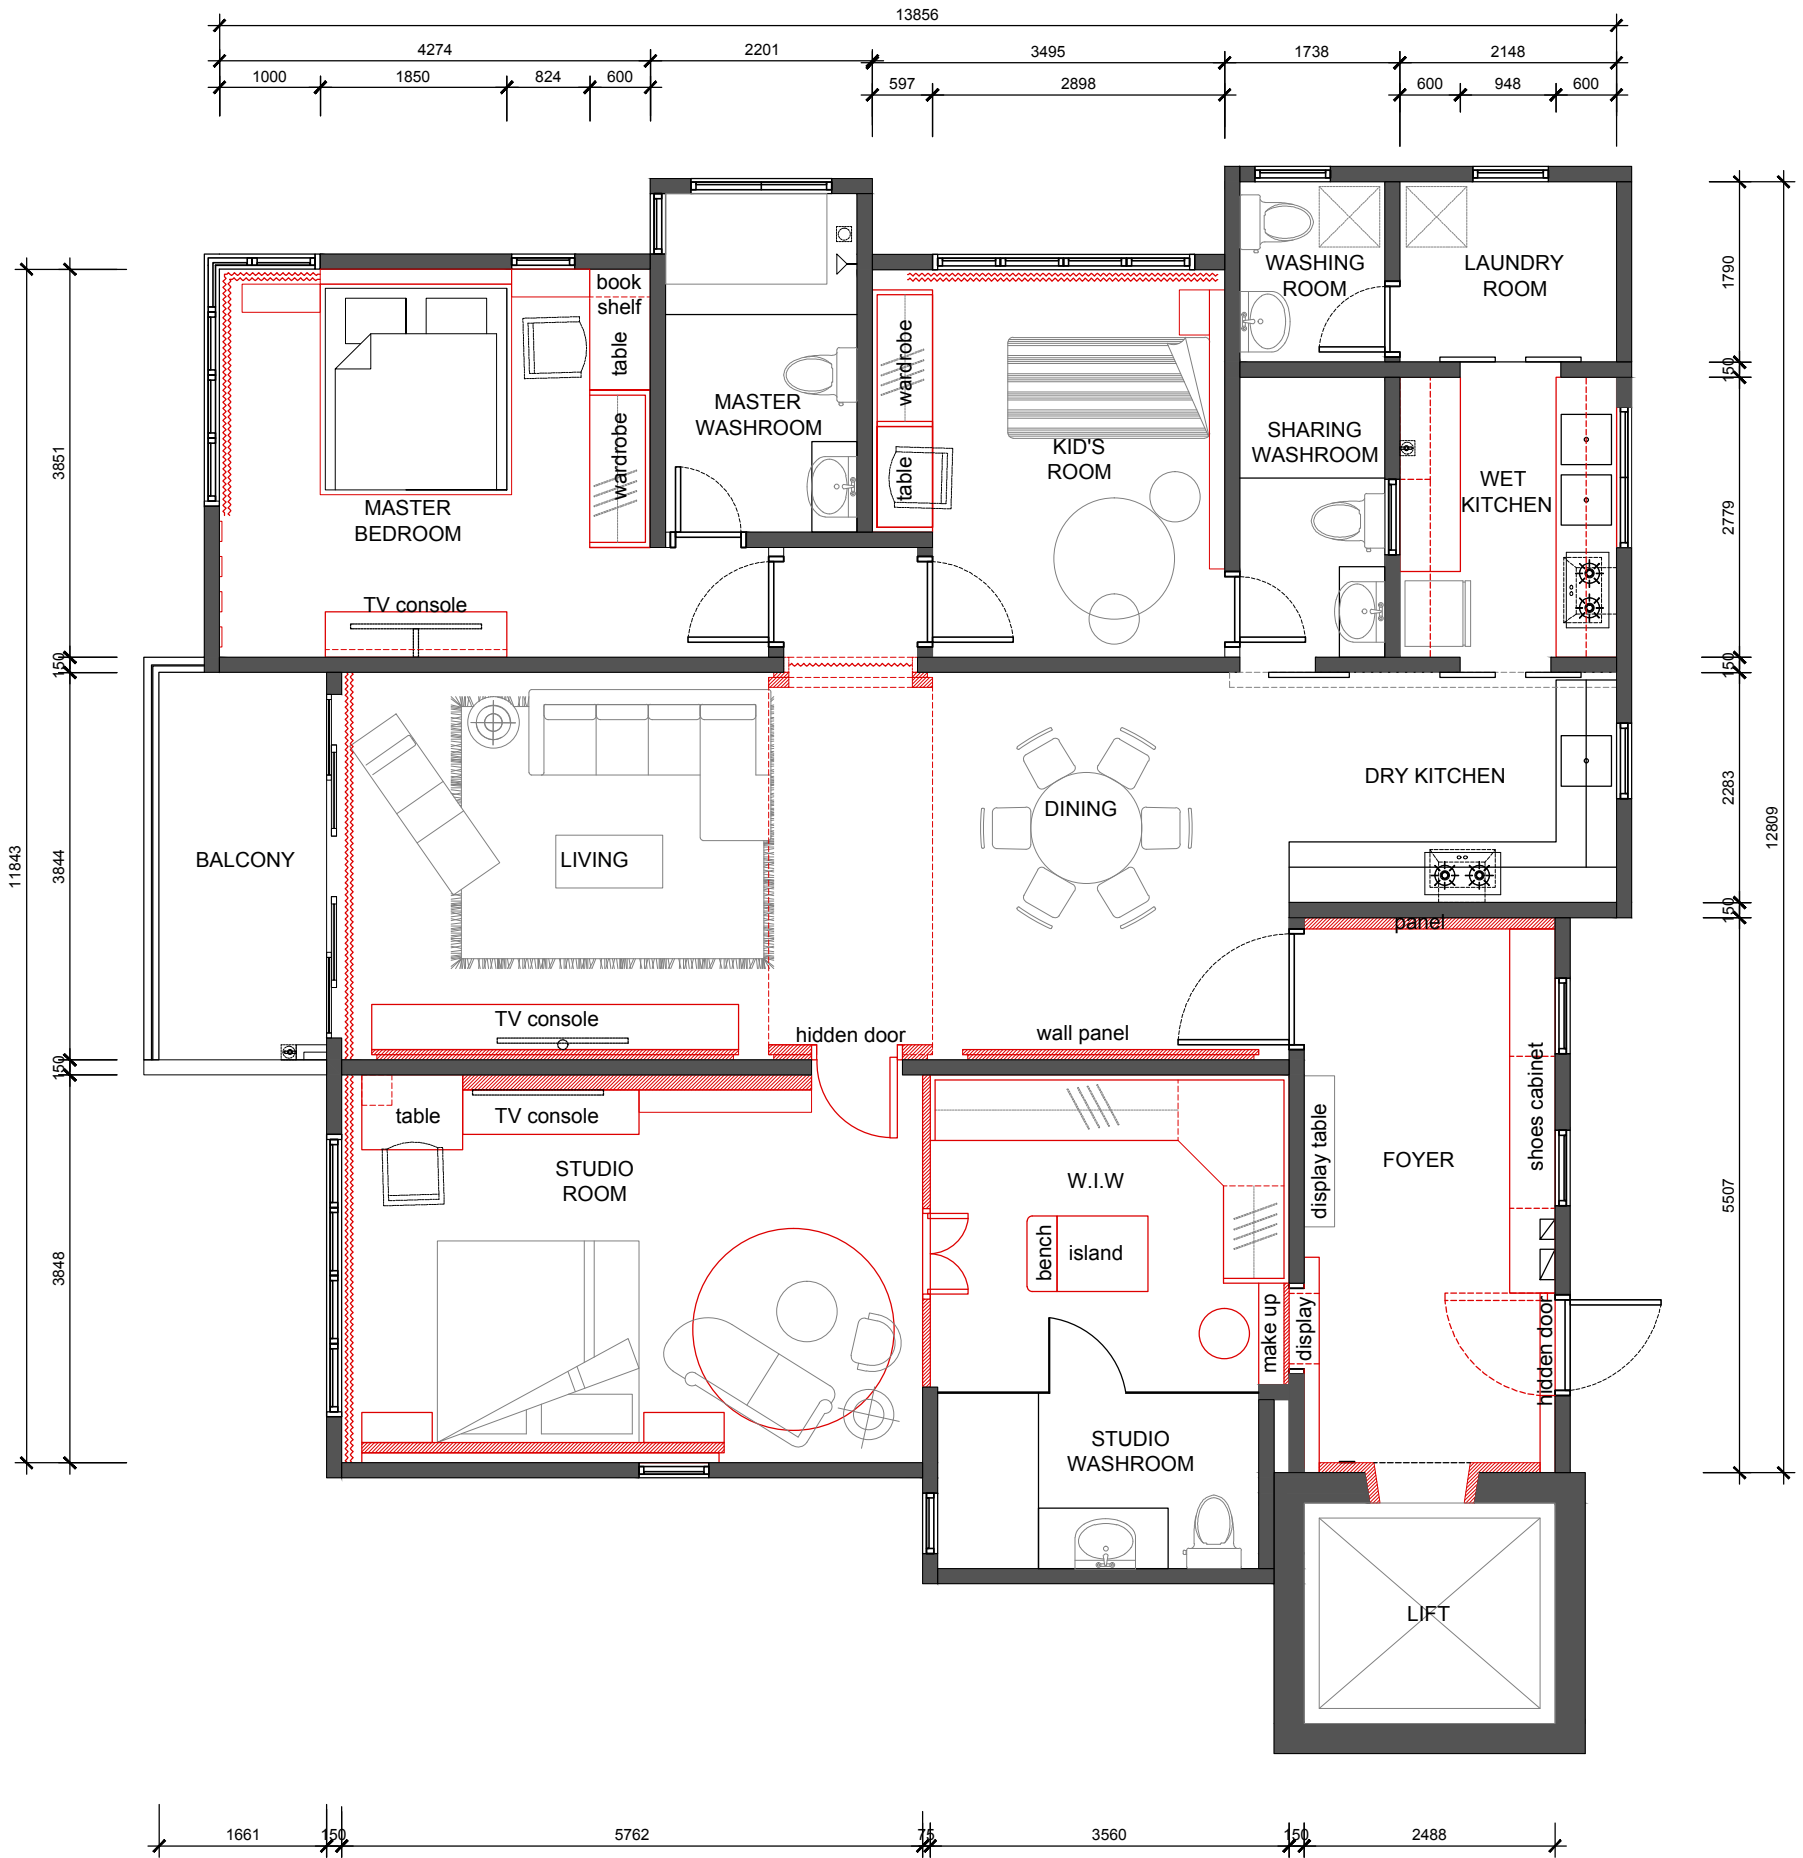 13856
4274
2201
3495
1738
2148
1000
1850
824
600
597
2898
600
948
600
WASHING
ROOM
LAUNDRY
ROOM
1790
book
shelf
table
wardrobe
wardrobe
table
MASTER
WASHROOM
KID'S
ROOM
SHARING
WASHROOM
WET
KITCHEN
150
3851
MASTER
BEDROOM
2779
TV console
150
150
DRY KITCHEN
DINING
2283
12809
11843
3844
BALCONY
LIVING
150
panel
TV console
hidden door
wall panel
150
table
TV console
STUDIO
ROOM
W.I.W
display table
FOYER
shoes cabinet
5507
3848
bench
island
make up
display
hidden door
STUDIO
WASHROOM
LIFT
1661
150
5762
75
3560
150
2488